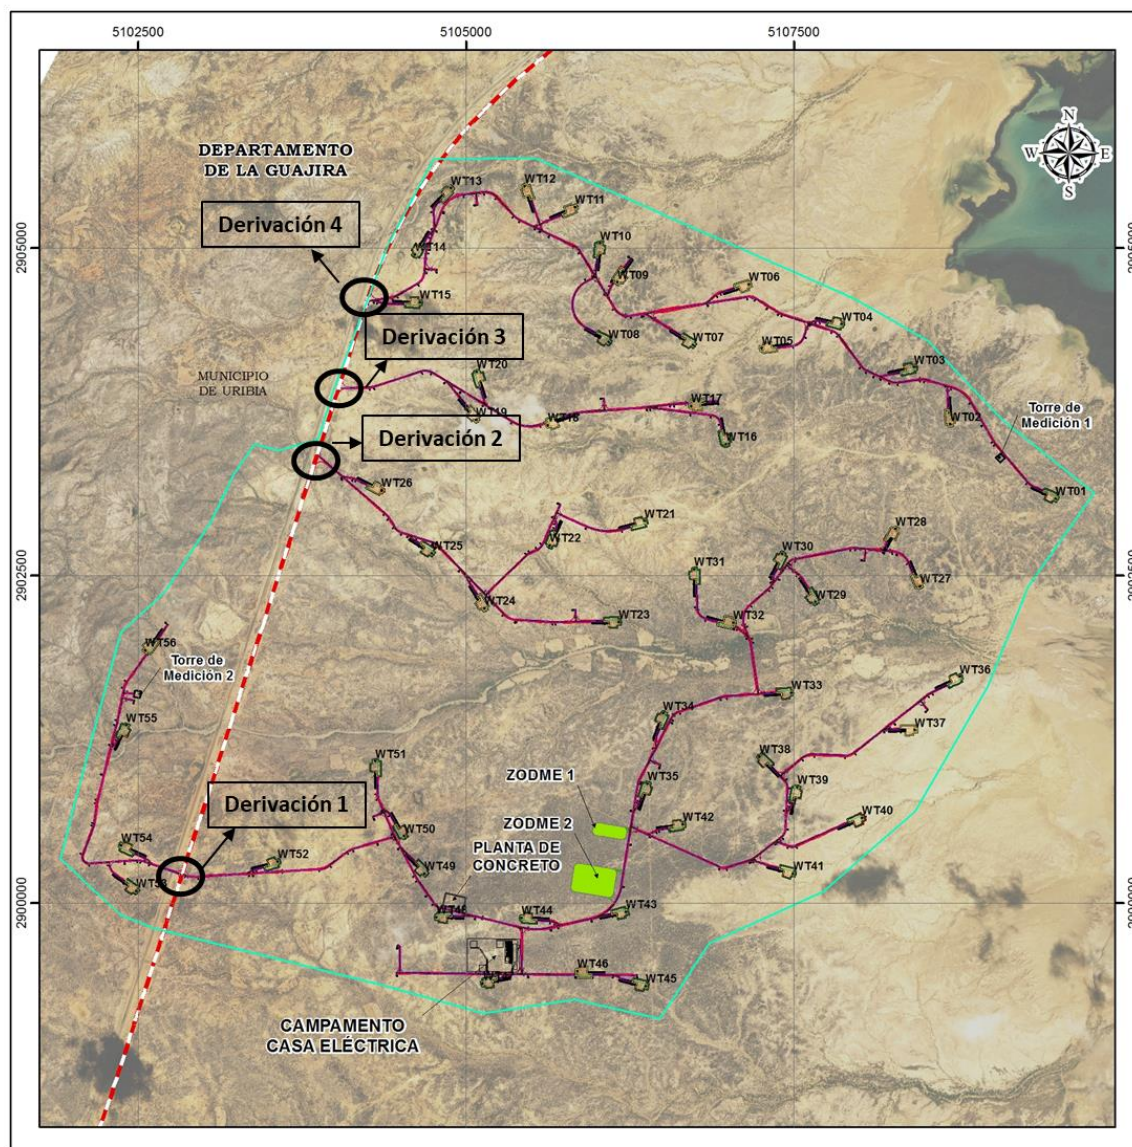 5102500
5105000
5107500
N
W
E
S
DEPARTAMENTO
DE LA GUAJIRA
WT13
WT12
WT11
Derivación 4
WT14
WT10
2905000
WT09
WT06
WT15
WT04
Derivación 3
WT08
WT07
WT05
MUNICIPIO
DE URIBIA
WT20
WT03
WT19
WT18
WT17
WT02
Torre de
Medición 1
Derivación 2
WT16
WT26
WT01
WT21
WT28
WT25
WT22
WT30
2902500
WT31
WT27
WT24
WT29
WT23
WT32
WT56
Torre de
Medición 2
WT36
WT33
WT34
WT55
WT37
WT51
WT38
ZODME 1
WT35
WT39
Derivación 1
ZODME 2
WT42
WT40
WT54
WT50
PLANTA DE
CONCRETO
WT52
WT49
WT41
WT53
2900000
WT48
WT44
WT43
WT46
WT45
CAMPAMENTO
CASA ELÉCTRICA